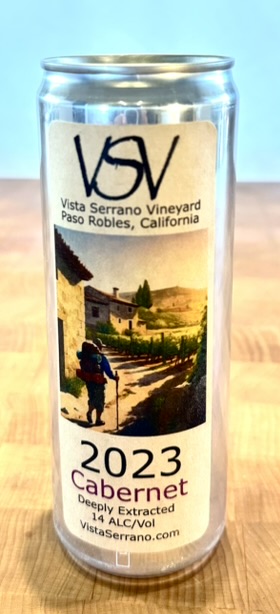 VSV
Vista Serrano Vineyard
Paso Robles, California
2023
Cabernet
Deeply Extracted
14 ALC/Vol
VistaSerrano.com